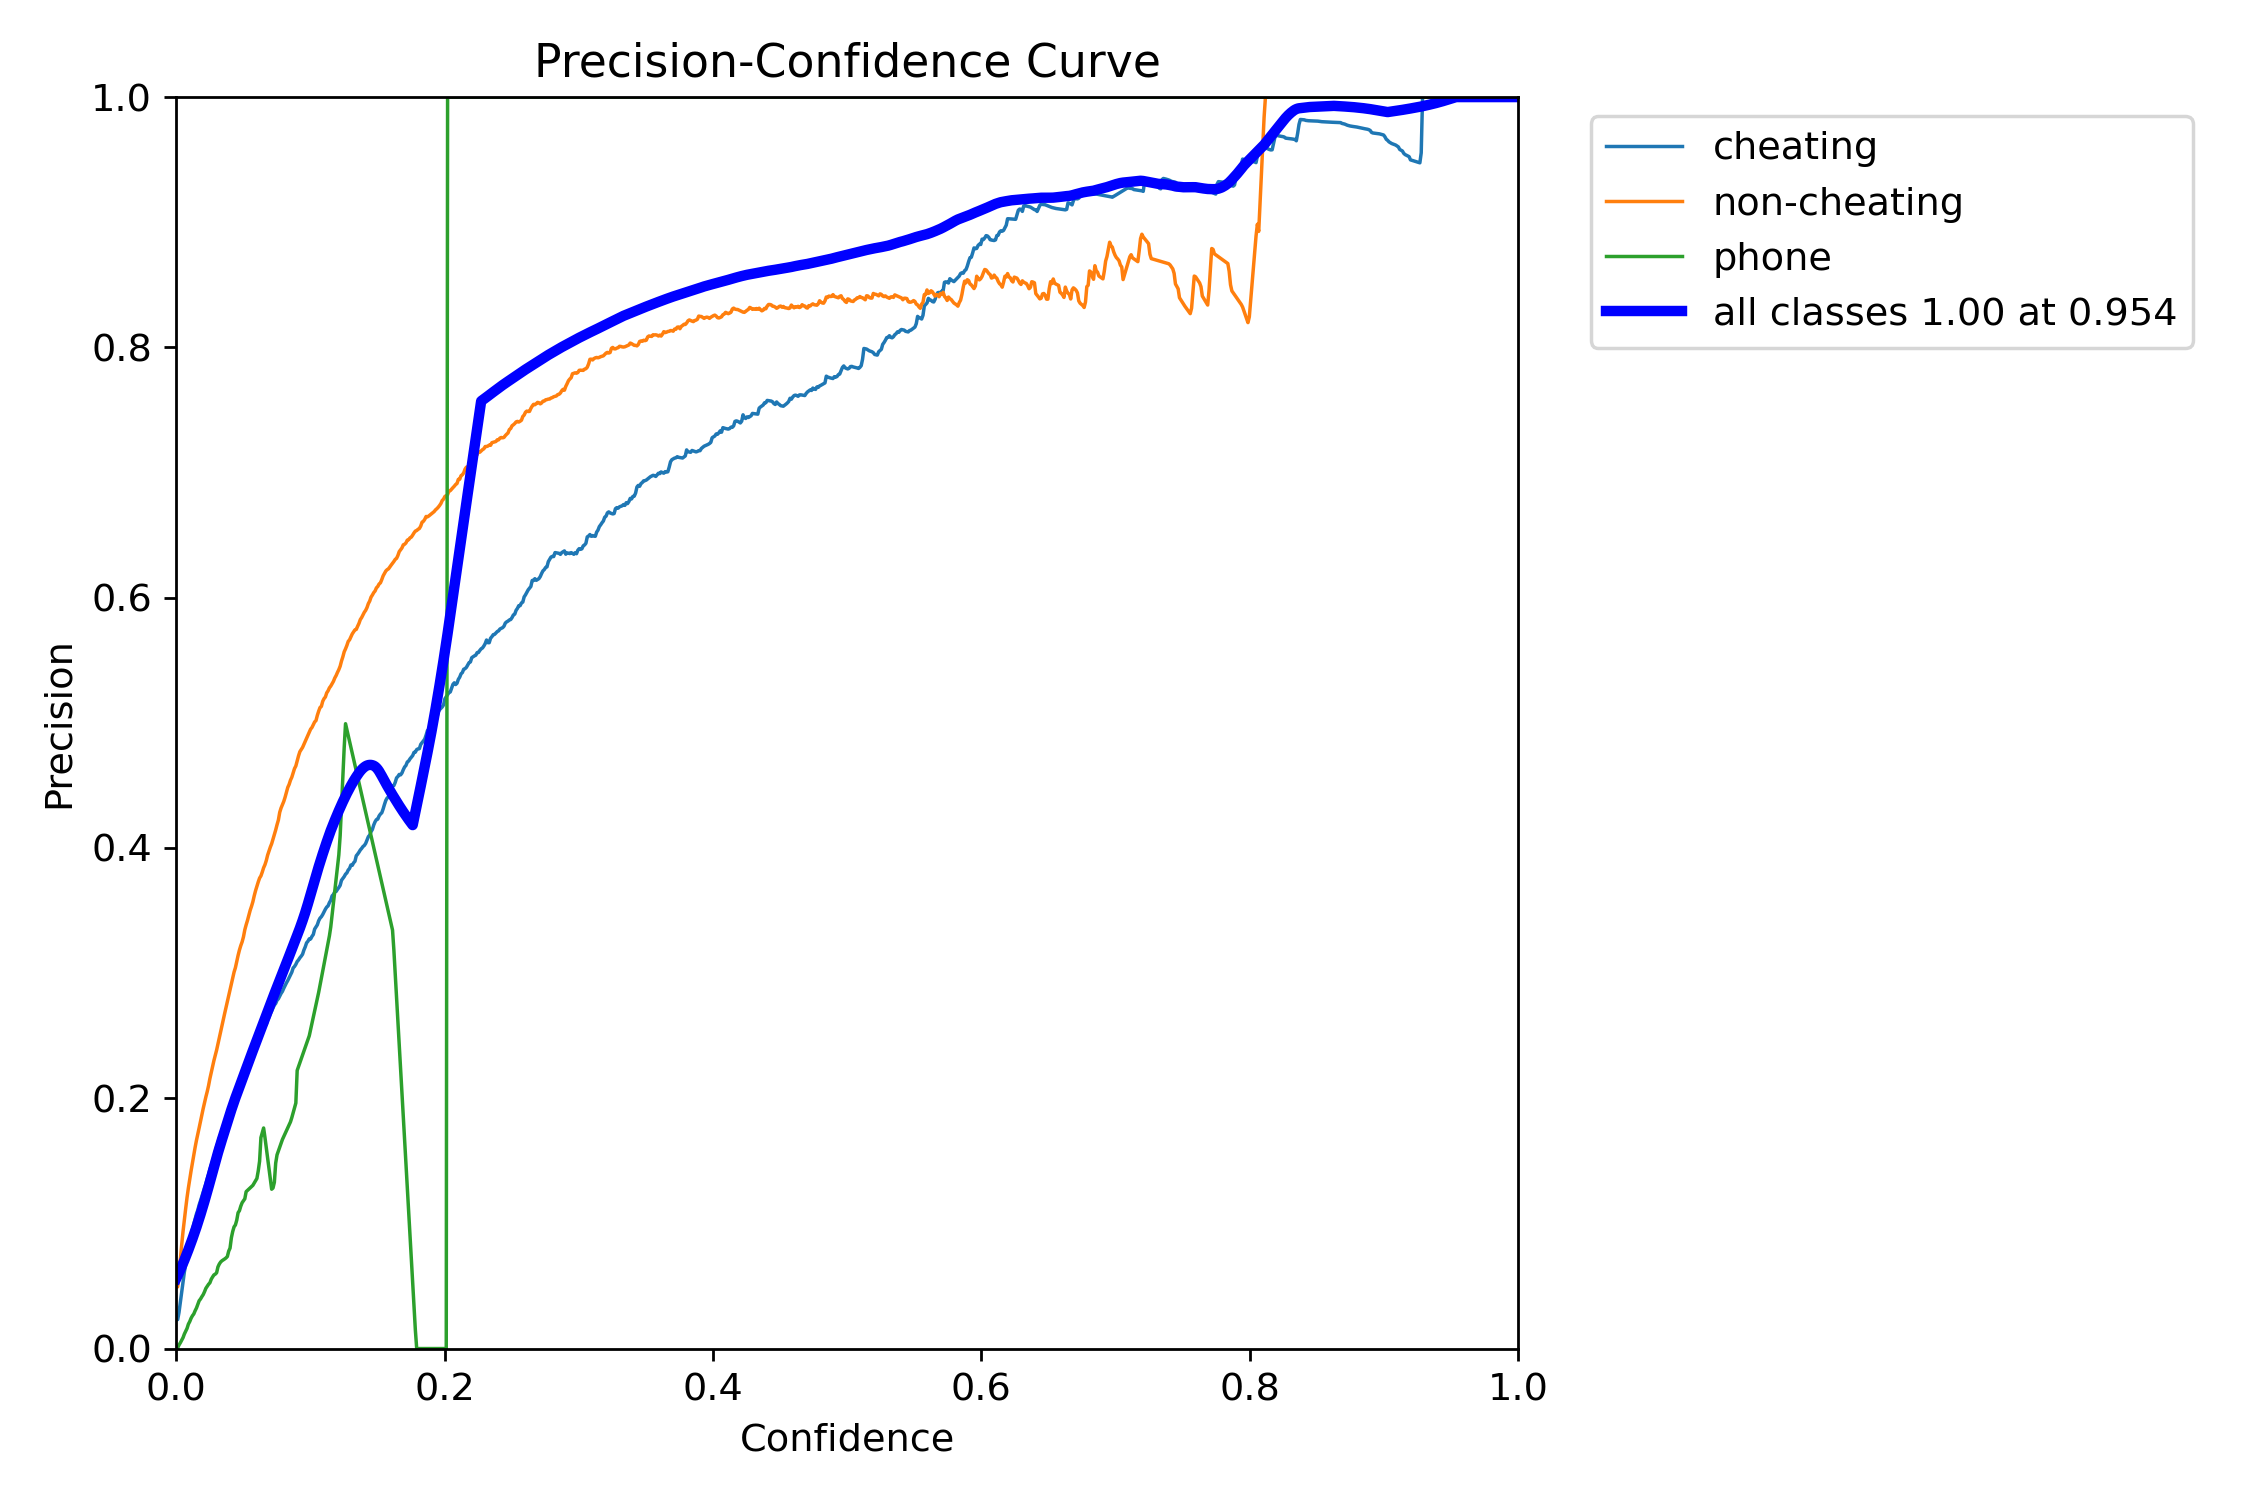 Precision-Confidence Curve
1.0
0.8
0.6
0.4
0.2
0.0
Precision
0.0 0.2 0.4 0.6 0.8 1.0
Confidence
cheating
non-cheating
phone
all classes 1.00 at 0.954